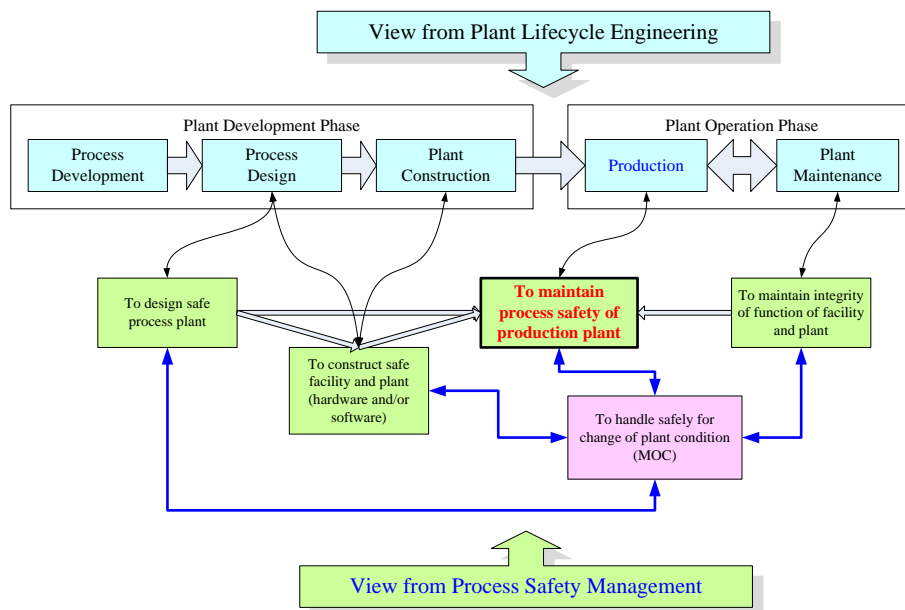 View from Plant Lifecycle Engineering
Plant Development Phase
Plant Operation Phase
Process
Development
Process
Design
Plant
Construction
Production
Plant
Maintenance
To design safe
process plant
To maintain
process safety of
production plant
To maintain integrity
of function of facility
and plant
To construct safe
facility and plant
(hardware and/or
software)
To handle safely for
change of plant condition
(MOC)
View from Process Safety Management